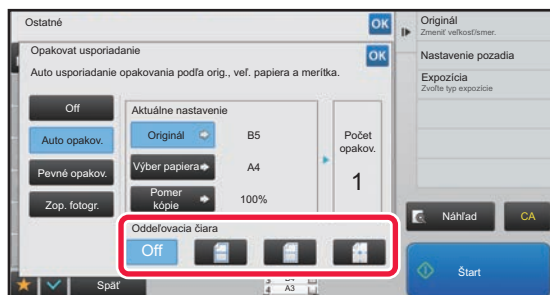 Ostatné
OK
Opakovat usporiadanie
OK
Auto usporiadanie opakovania podľa orig., veľ. papiera a merítka.
Off
Auto opakov.
Pevné opakov.
Zop. fotogr.
Aktuálne nastavenie
Originál
B5
Výber papiera
A4
Pomer
kópie
100%
Počet
opakov.
1
Oddeľovacia čiara
Off
Späť
4 A3
Originál
Zmeniť veľkosť/smer.
Nastavenie pozadia
Expozícia
Zvoľte typ expozície
Náhľad
CA
Štart